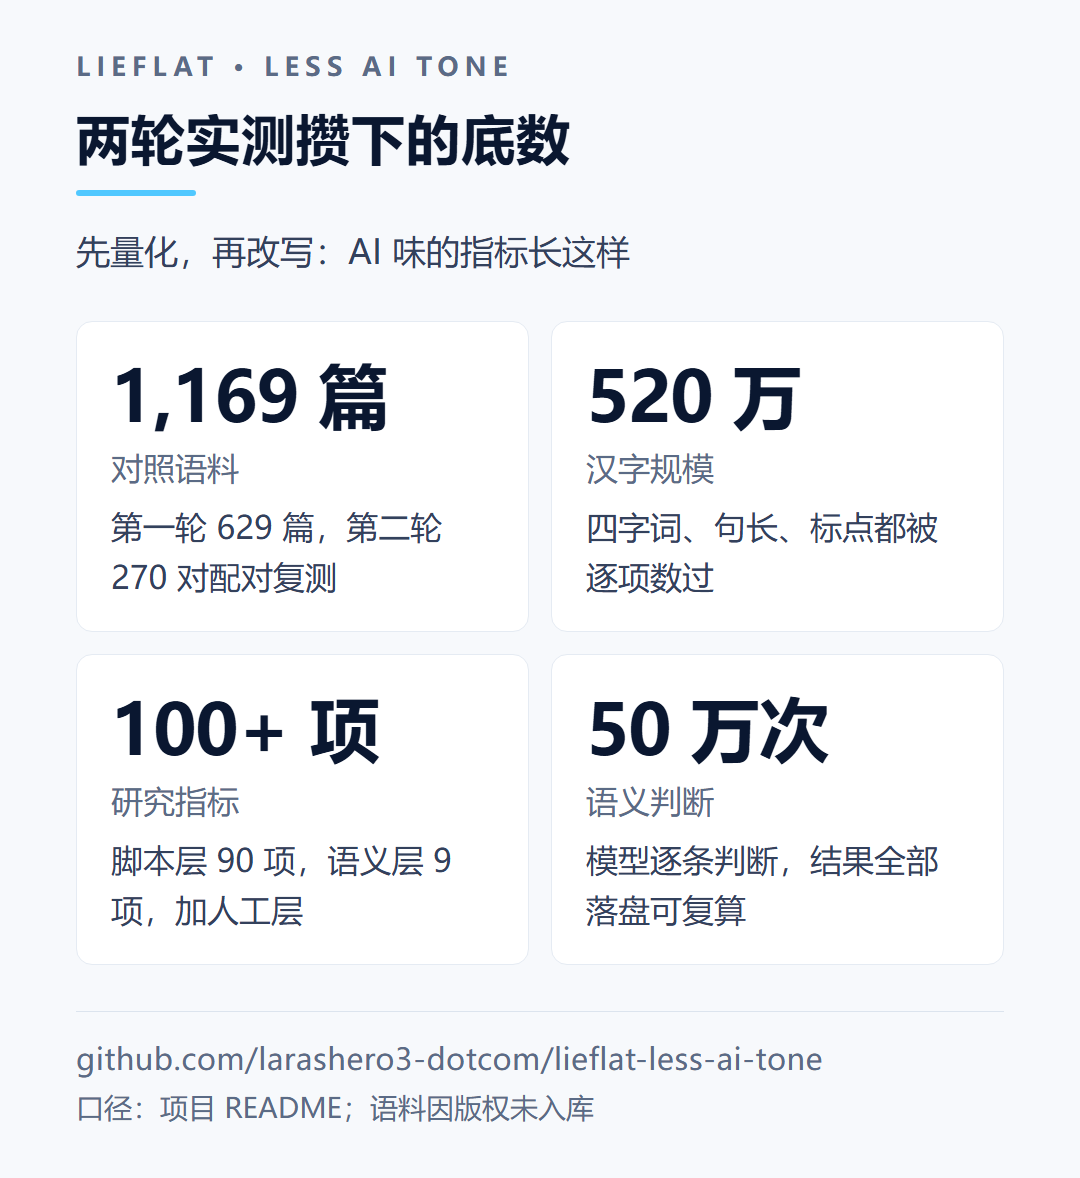 LIEFLAT • LESS AI TONE
两轮实测攒下的底数
先量化，再改写：AI 味的指标长这样
1,169 篇
对照语料
第一轮 629 篇，第二轮
270 对配对复测
520 万
汉字规模
四字词、句长、标点都被
逐项数过
100+ 项
研究指标
脚本层 90 项，语义层 9
项，加人工层
50 万次
语义判断
模型逐条判断，结果全部
落盘可复算
github.com/larashero3-dotcom/lieflat-less-ai-tone
口径：项目 README；语料因版权未入库